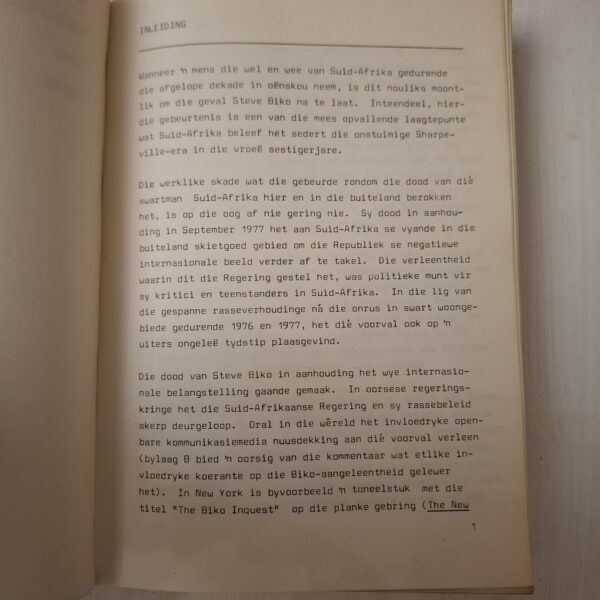 INLEIDING
Wanneer 'n mens die wel en wee van Suid-Afrika gedurende
die afgelope dekade in oënskou neem, is dit nouliks moont-
lik om die geval Steve Biko na te laat. Inteendeel, hier-
die gebeurtenis is een van die mees opvallende laagtepunte
wat Suid-Afrika beleef het sedert die onstuimige Sharpe-
ville-era in die vroeë sestigerjare.
Die werklike skade wat die gebeurde rondom die dood van dié
swartman Suid-Afrika hier en in die buiteland berokken
het, is op die oog af nie gering nie. Sy dood in aanhou-
ding in September 1977 het aan Suid-Afrika se vyande in die
buiteland skietgoed gebied om die Republiek se negatiewe
internasionale beeld verder af te takel. Die verleentheid
waarin dit die Regering gestel het, was politieke munt vir
sy kritici en teenstanders in Suid-Afrika. In die lig van
die gespanne rasseverhoudinge ná die onrus in swart woonge-
biede gedurende 1976 en 1977, het dié voorval ook op 'n
uiters ongeleë tydstip plaasgevind.
Die dood van Steve Biko in aanhouding het wye internasio-
nale belangstelling gaande gemaak. In oorsese regerings-
kringe het die Suid-Afrikaanse Regering en sy rassebeleid
skerp deurgeloop. Oral in die wêreld het invloedryke open-
bare kommunikasiemedia nuusdekking aan dié voorval verleen
(bylaag B bied 'n oorsig van die kommentaar wat etlike in-
vloedryke koerante op die Biko-aangeleentheid gelewer
het). In New York is byvoorbeeld 'n toneelstuk met die
titel "The Biko Inquest" op die planke gebring (The New
1